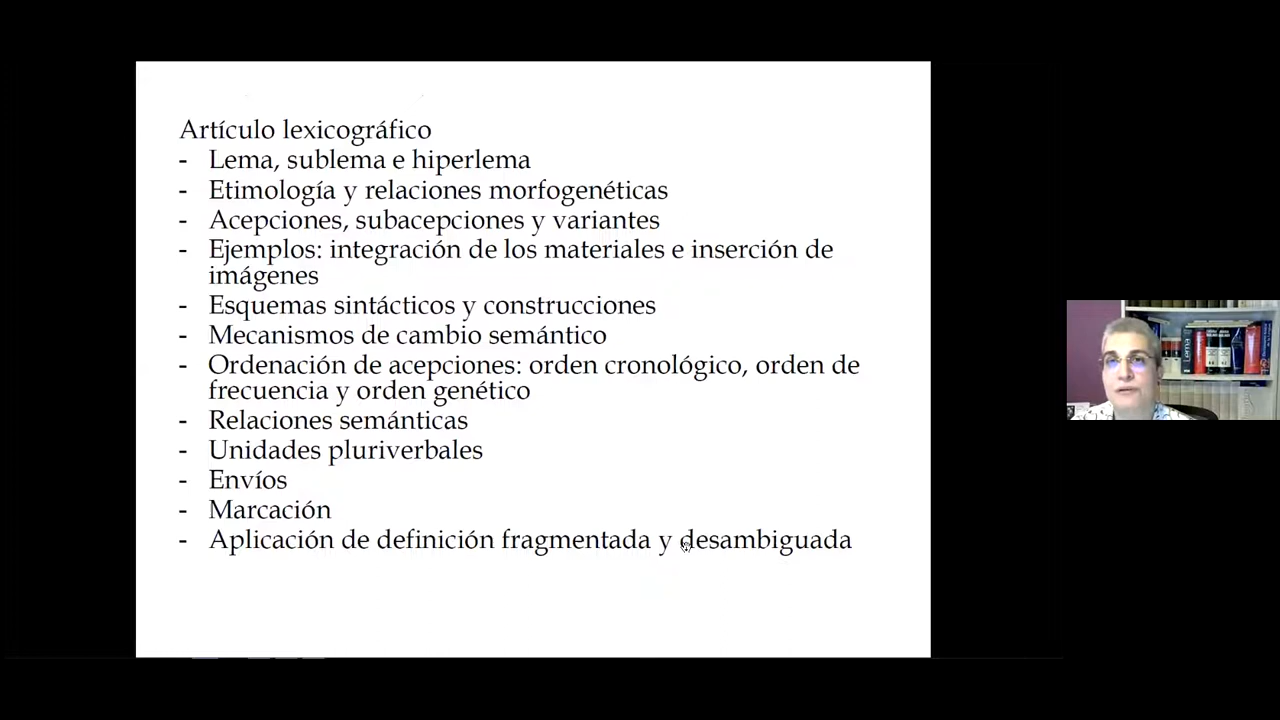 Artículo lexicográfico
- Lema, sublema e hiperlema
- Etimología y relaciones morfogenéticas
- Acepciones, subacepciones y variantes
- Ejemplos: integración de los materiales e inserción de
imágenes
- Esquemas sintácticos y construcciones
- Mecanismos de cambio semántico
- Ordenación de acepciones: orden cronológico, orden de
frecuencia y orden genético
- Relaciones semánticas
- Unidades pluriverbales
- Envíos
- Marcación
- Aplicación de definición fragmentada y desambiguada
Lema